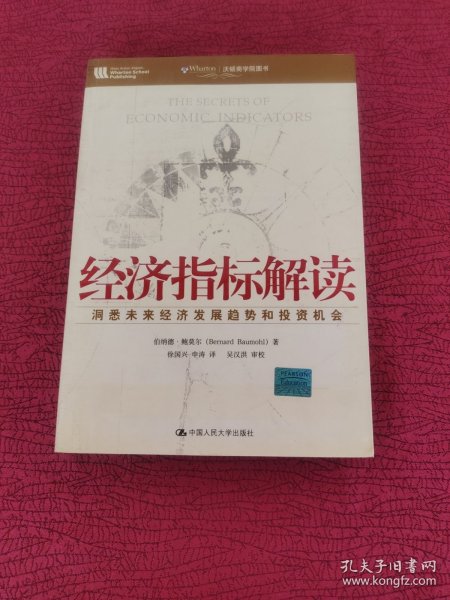 Wharton School
Publishing
Wharton 沃顿商学院图书
THE SECRETS OF
ECONOMIC INDICATORS
经济指标解读
洞悉未来经济发展趋势和投资机会
伯纳德·鲍莫尔（Bernard Baumohl）著
徐国兴 申涛 译 吴汉洪 审校
PEARSON
Education
中国人民大学出版社
孔夫子旧书网
www.kongfz.com